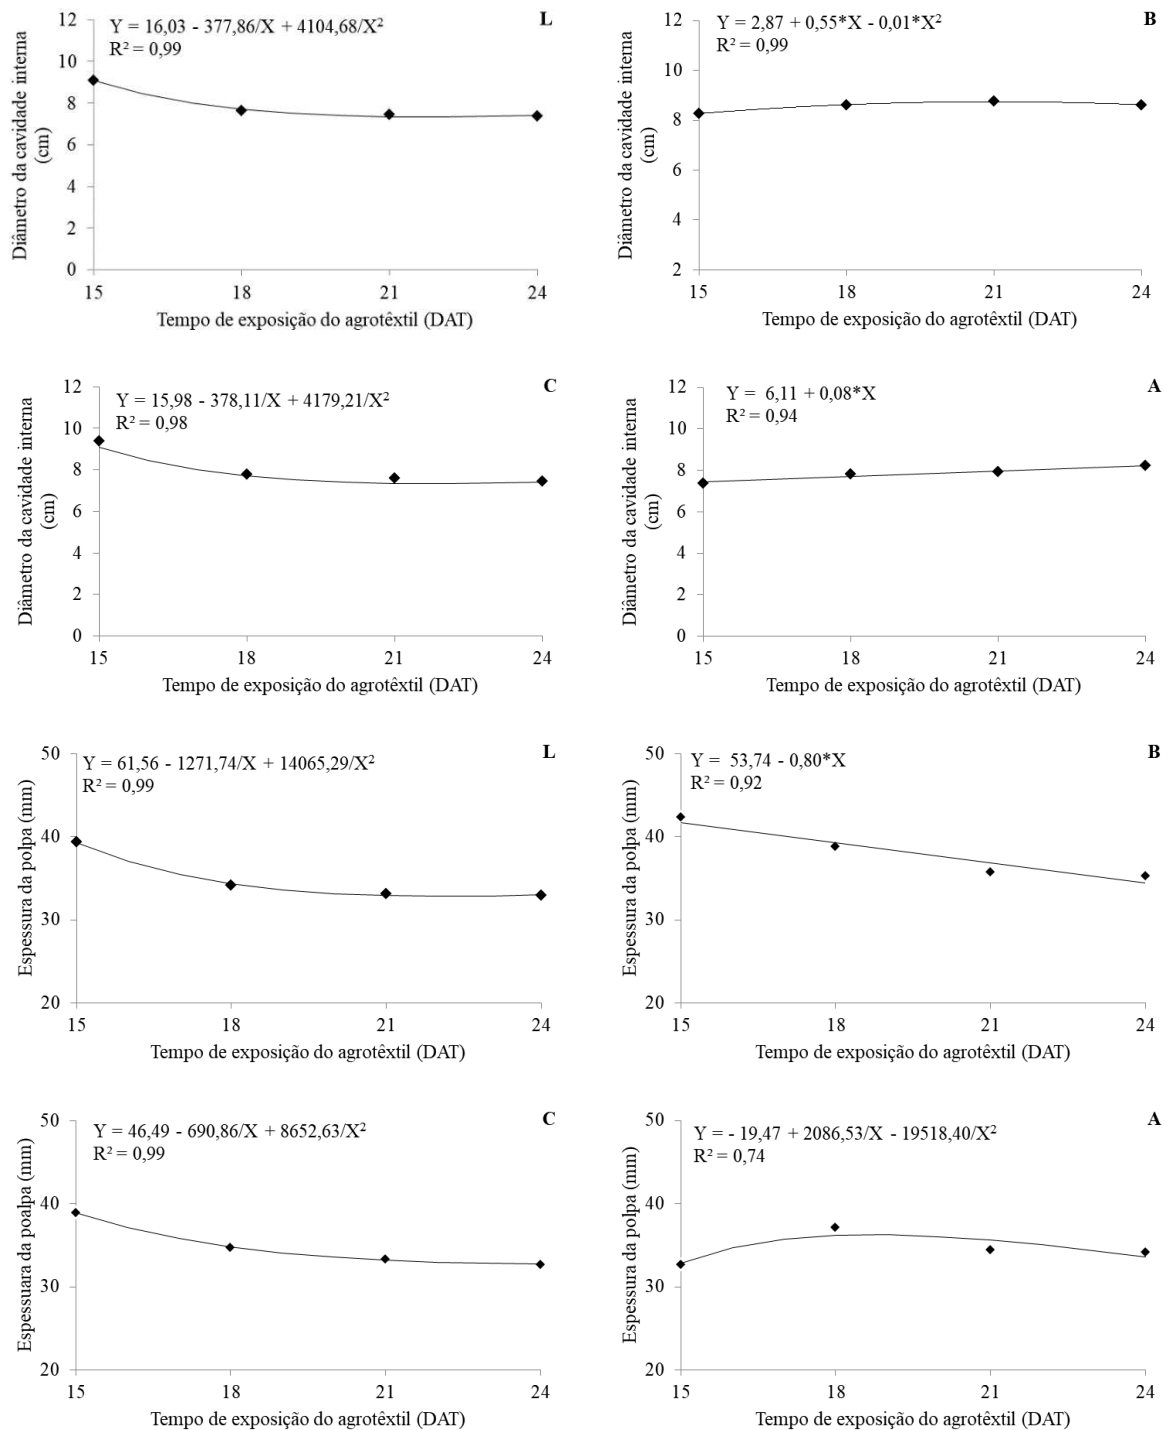 Y = 16,03 - 377,86/X + 4104,68/X²
R² = 0,99
L
Diâmetro da cavidade interna
(cm)
12
10
8
6
4
2
0
15 18 21 24
Tempo de exposição do agrotêxtil (DAT)
Y = 2,87 + 0,55*X - 0,01*X²
R² = 0,99
B
Diâmetro da cavidade interna
(cm)
12
10
8
6
4
2
15 18 21 24
Tempo de exposição do agrotêxtil (DAT)
Y = 15,98 - 378,11/X + 4179,21/X²
R² = 0,98
C
Diâmetro da cavidade interna
(cm)
12
10
8
6
4
2
0
15 18 21 24
Tempo de exposição do agrotêxtil (DAT)
Y = 6,11 + 0,08*X
R² = 0,94
A
Diâmetro da cavidade interna
(cm)
12
10
8
6
4
2
0
15 18 21 24
Tempo de exposição do agrotêxtil (DAT)
Y = 61,56 - 1271,74/X + 14065,29/X²
R² = 0,99
L
Espessura da polpa (mm)
50
40
30
20
15 18 21 24
Tempo de exposição do agrotêxtil (DAT)
Y = 53,74 - 0,80*X
R² = 0,92
B
Espessura da polpa (mm)
50
40
30
20
15 18 21 24
Tempo de exposição do agrotêxtil (DAT)
Y = 46,49 - 690,86/X + 8652,63/X²
R² = 0,99
C
Espessuara da poalpa (mm)
50
40
30
20
15 18 21 24
Tempo de exposição do agrotêxtil (DAT)
Y = - 19,47 + 2086,53/X - 19518,40/X²
R² = 0,74
A
Espessura da polpa (mm)
50
40
30
20
15 18 21 24
Tempo de exposição do agrotêxtil (DAT)